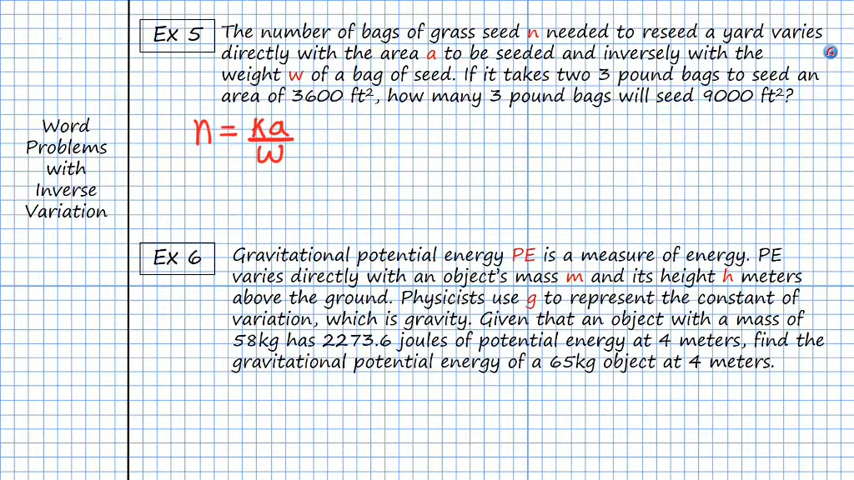 Ex 5
The number of bags of grass seed n needed to reseed a yard varies
directly with the area a to be seeded and inversely with the
weight w of a bag of seed. If it takes two 3 pound bags to seed an
area of 3600 ft², how many 3 pound bags will seed 9000 ft²?
Word
Problems
with
Inverse
Variation
n = ka
w
Ex 6
Gravitational potential energy PE is a measure of energy. PE
varies directly with an object's mass m and its height h meters
above the ground. Physicists use g to represent the constant of
variation, which is gravity. Given that an object with a mass of
58kg has 2273.6 joules of potential energy at 4 meters, find the
gravitational potential energy of a 65kg object at 4 meters.